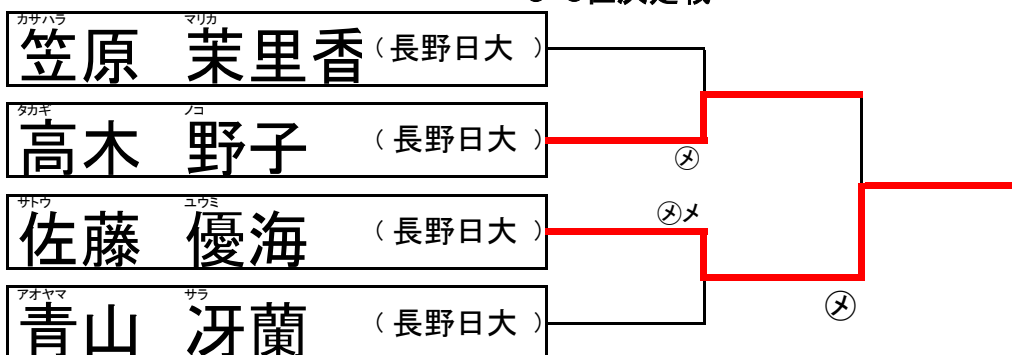 カサハラ マリカ
笠原 茉里香 (長野日大 )
タカギ ノコ
高木 野子 (長野日大 )
㋱
サトウ ユウミ
佐藤 優海 (長野日大 )
㋱メ
㋱
アオヤマ サラ
青山 冴蘭 (長野日大 )